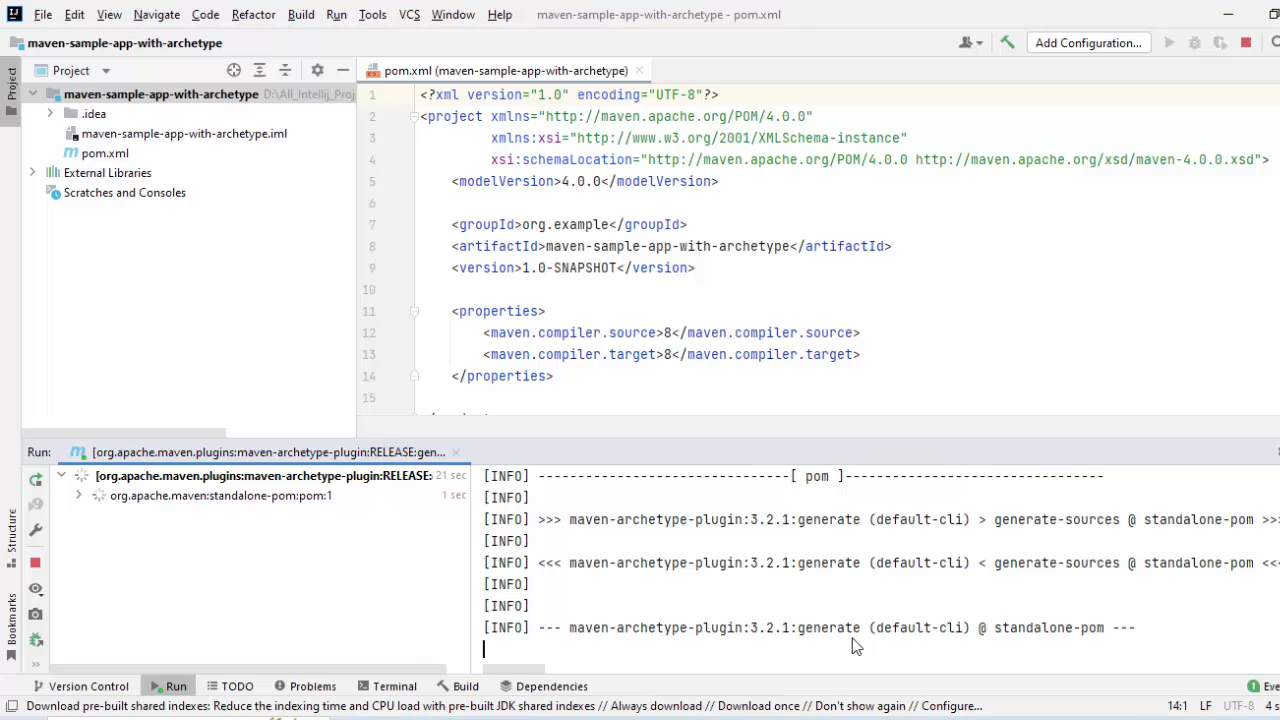 File Edit View Navigate Code Refactor Build Run Tools VCS Window Help maven-sample-app-with-archetype - pom.xml
maven-sample-app-with-archetype
Add Configuration...
Project
Project
pom.xml (maven-sample-app-with-archetype)
maven-sample-app-with-archetype D:\All_Intellij_Proj
.idea
maven-sample-app-with-archetype.iml
pom.xml
External Libraries
Scratches and Consoles
1 <?xml version="1.0" encoding="UTF-8"?>
2 <project xmlns="http://maven.apache.org/POM/4.0.0"
3 xmlns:xsi="http://www.w3.org/2001/XMLSchema-instance"
4 xsi:schemaLocation="http://maven.apache.org/POM/4.0.0 http://maven.apache.org/xsd/maven-4.0.0.xsd">
5 <modelVersion>4.0.0</modelVersion>
6
7 <groupId>org.example</groupId>
8 <artifactId>maven-sample-app-with-archetype</artifactId>
9 <version>1.0-SNAPSHOT</version>
10
11 <properties>
12 <maven.compiler.source>8</maven.compiler.source>
13 <maven.compiler.target>8</maven.compiler.target>
14 </properties>
15
Run: [org.apache.maven.plugins:maven-archetype-plugin:RELEASE:gen...
[org.apache.maven.plugins:maven-archetype-plugin:RELEASE: 21 sec
org.apache.maven:standalone-pom:pom:1 1 sec
[INFO] --------------------------------[ pom ]---------------------------------
[INFO]
[INFO] >>> maven-archetype-plugin:3.2.1:generate (default-cli) > generate-sources @ standalone-pom >>>
[INFO]
[INFO] <<< maven-archetype-plugin:3.2.1:generate (default-cli) < generate-sources @ standalone-pom <<<
[INFO]
[INFO]
[INFO] --- maven-archetype-plugin:3.2.1:generate (default-cli) @ standalone-pom ---
Structure
Bookmarks
Version Control Run TODO Problems Terminal Build Dependencies 1 Eve
Download pre-built shared indexes: Reduce the indexing time and CPU load with pre-built JDK shared indexes // Always download // Download once // Don't show again // Configure... 14:1 LF UTF-8 4 s